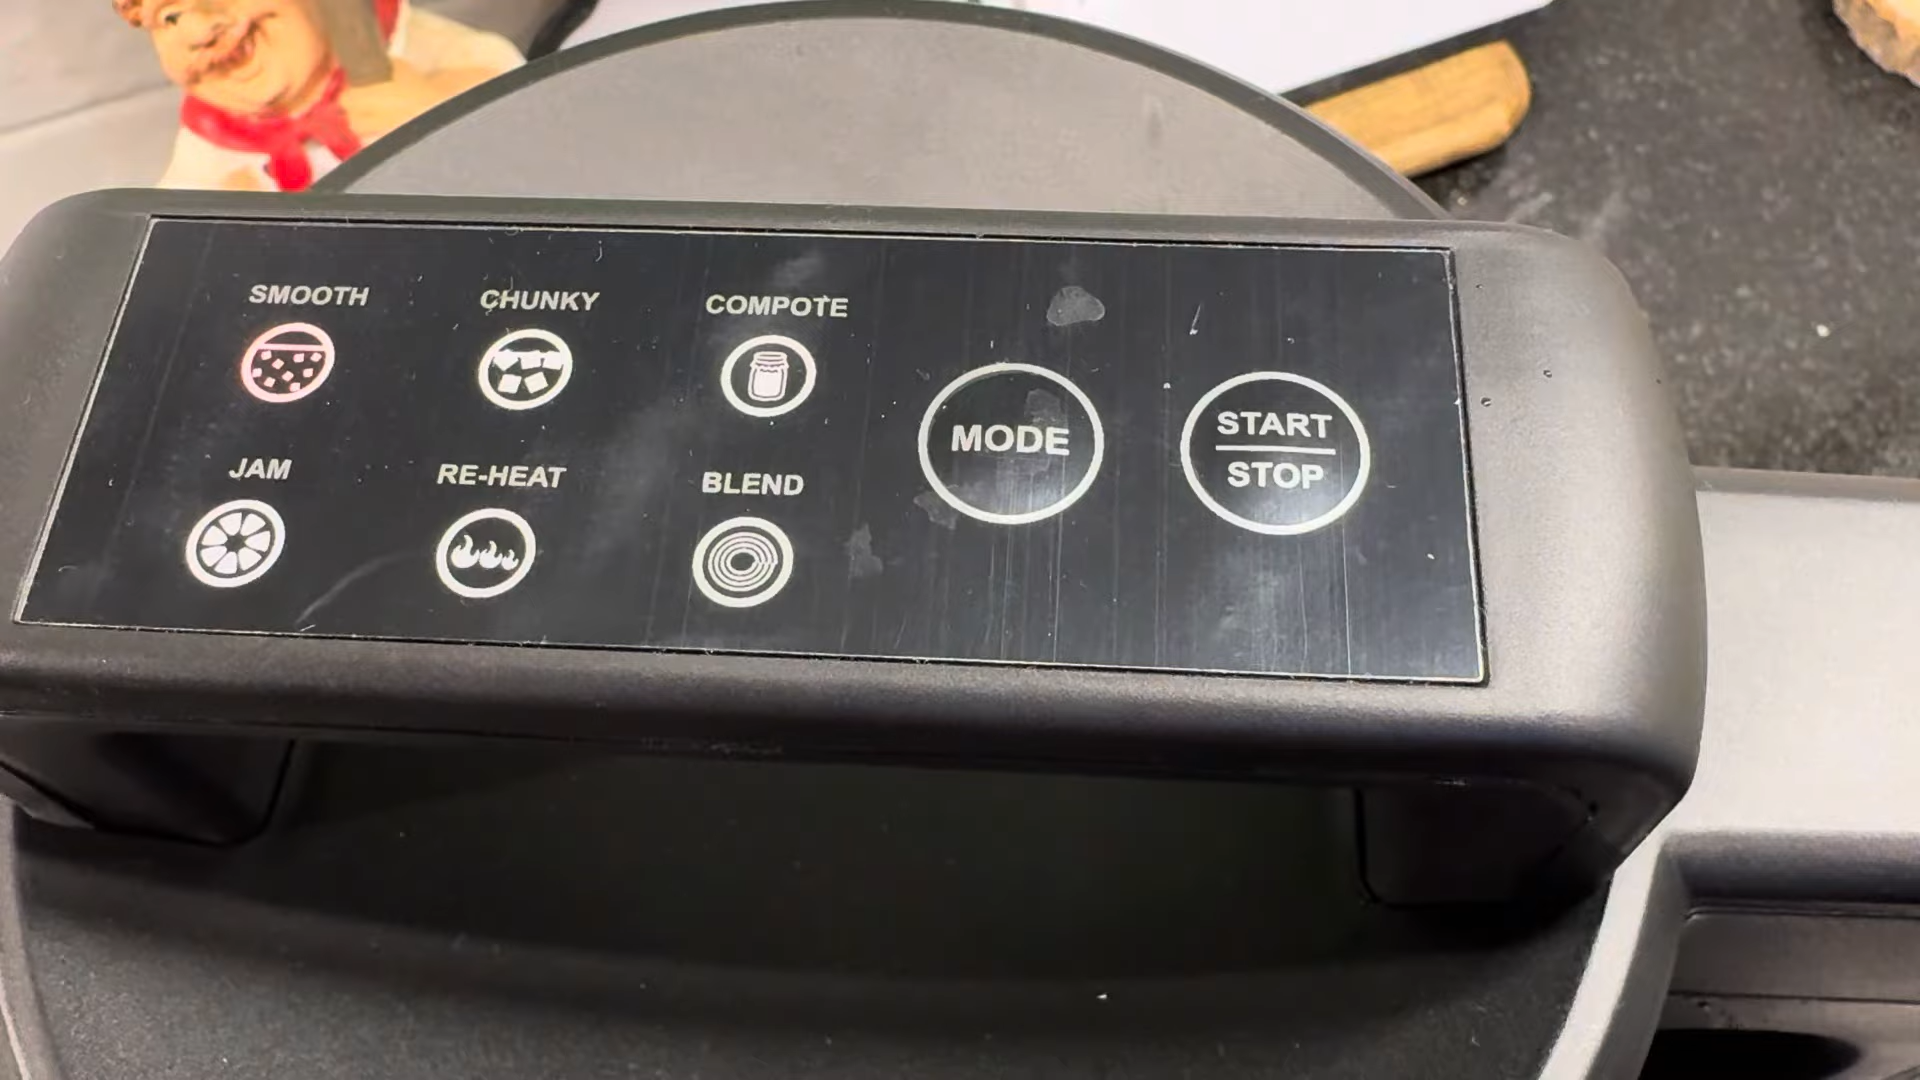 SMOOTH
CHUNKY
COMPOTE
JAM
RE-HEAT
BLEND
MODE
START
STOP